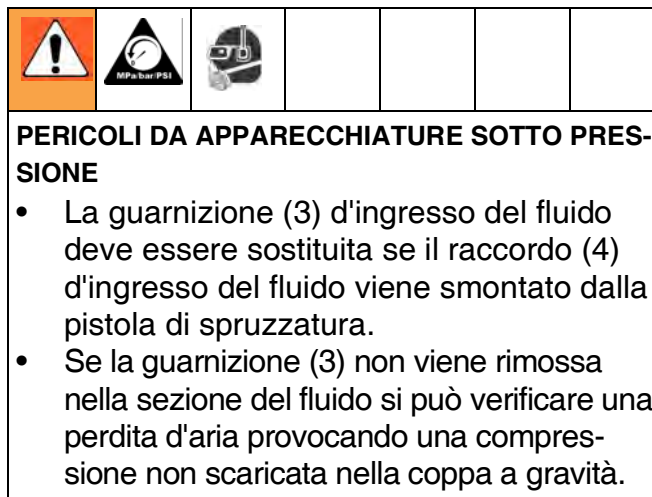 MPa/bar/PSI
PERICOLI DA APPARECCHIATURE SOTTO PRES-
SIONE
• La guarnizione (3) d'ingresso del fluido
deve essere sostituita se il raccordo (4)
d'ingresso del fluido viene smontato dalla
pistola di spruzzatura.
• Se la guarnizione (3) non viene rimossa
nella sezione del fluido si può verificare una
perdita d'aria provocando una compres-
sione non scaricata nella coppa a gravità.